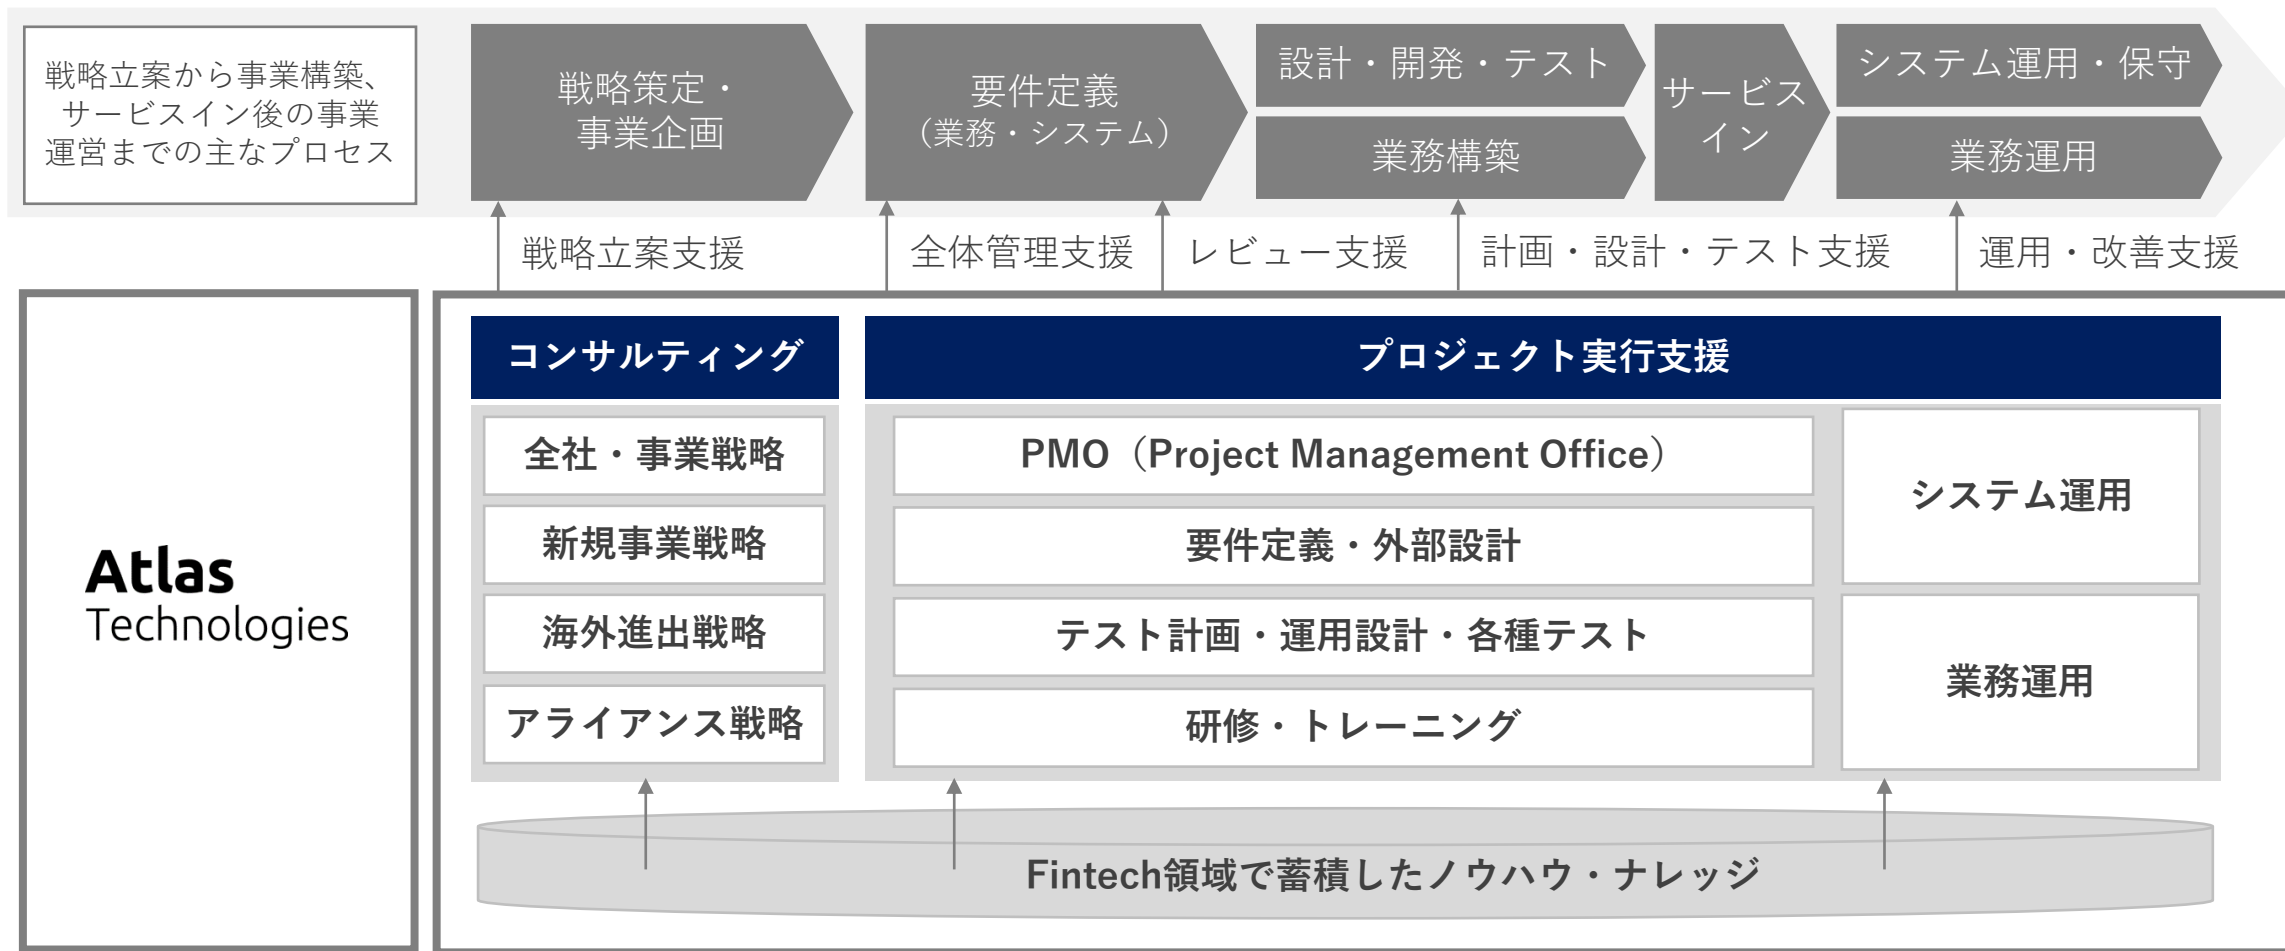 戦略立案から事業構築、
サービスイン後の事業
運営までの主なプロセス
戦略策定・
事業企画
要件定義
（業務・システム）
設計・開発・テスト
業務構築
サービス
イン
システム運用・保守
業務運用
戦略立案支援
全体管理支援
レビュー支援
計画・設計・テスト支援
運用・改善支援
Atlas
Technologies
コンサルティング
全社・事業戦略
新規事業戦略
海外進出戦略
アライアンス戦略
プロジェクト実行支援
PMO（Project Management Office）
要件定義・外部設計
テスト計画・運用設計・各種テスト
研修・トレーニング
システム運用
業務運用
Fintech領域で蓄積したノウハウ・ナレッジ